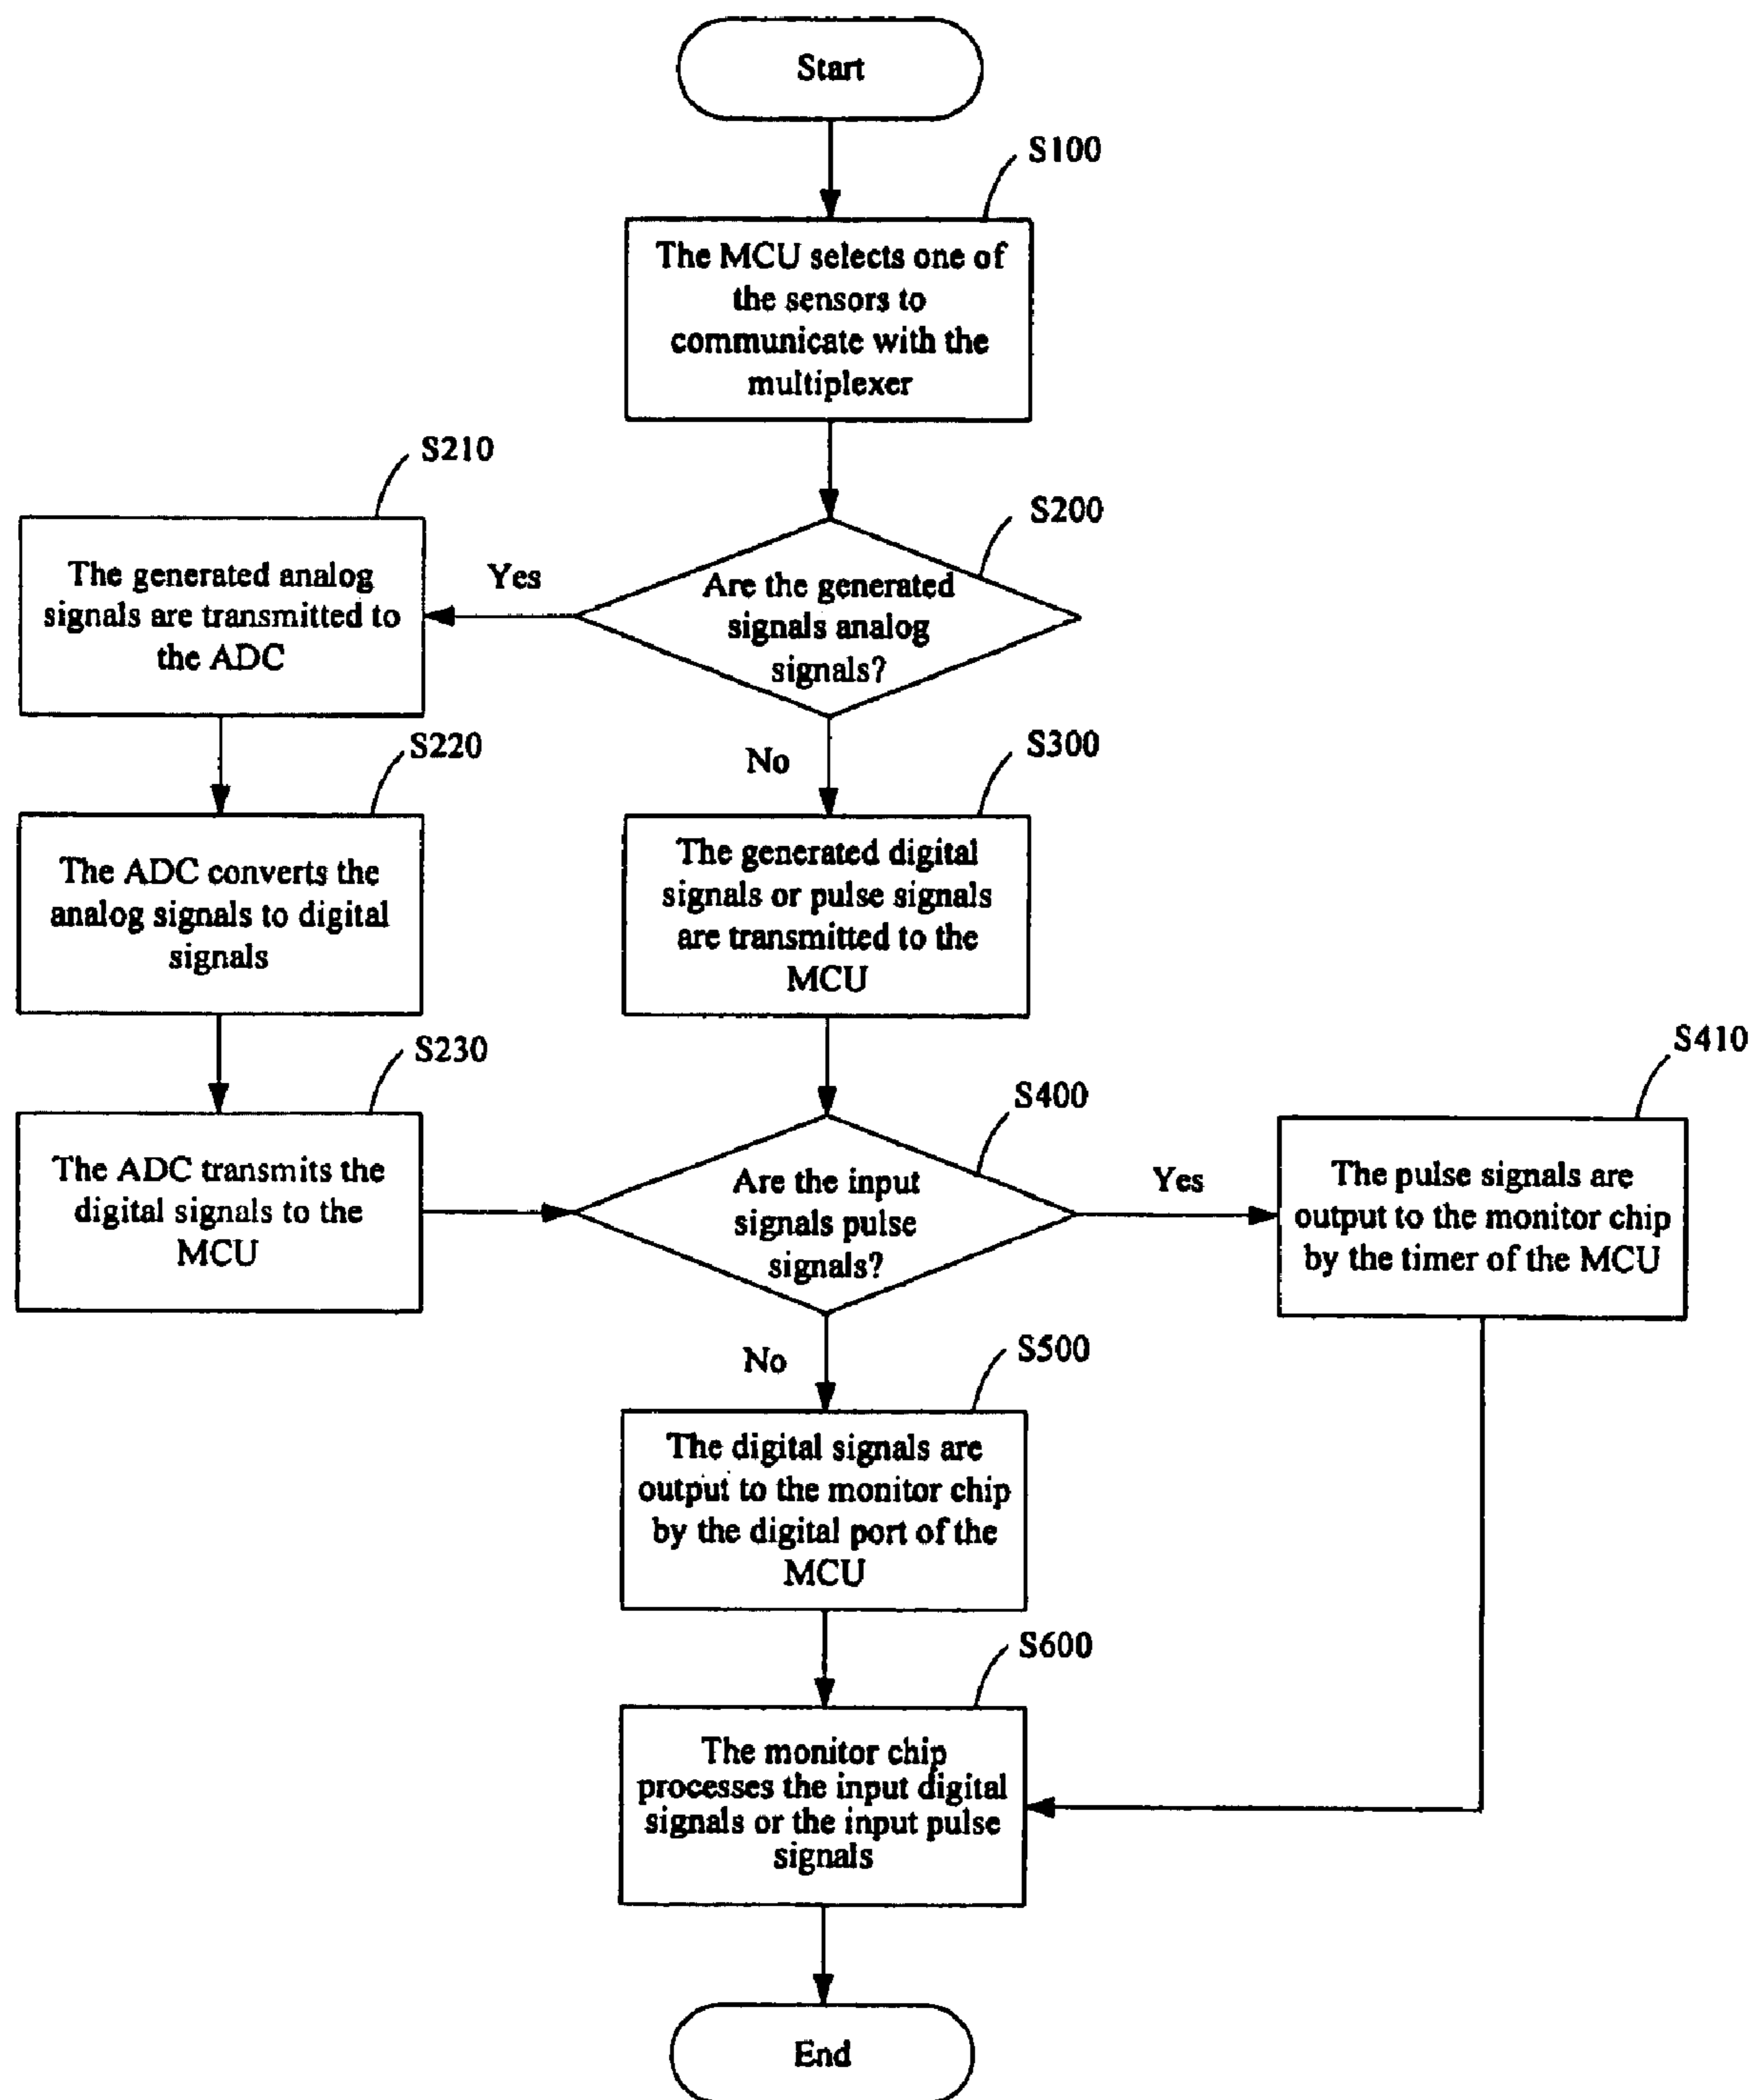 Start
S100
The MCU selects one of
the sensors to
communicate with the
multiplexer
S210
S200
The generated analog
signals are transmitted to
the ADC
Yes
Are the generated
signals analog
signals?
S220
No
S300
The ADC converts the
analog signals to digital
signals
The generated digital
signals or pulse signals
are transmitted to the
MCU
S230
S400
S410
The ADC transmits the
digital signals to the
MCU
Are the input
signals pulse
signals?
Yes
The pulse signals are
output to the monitor chip
by the timer of the MCU
No
S500
The digital signals are
output to the monitor chip
by the digital port of the
MCU
S600
The monitor chip
processes the input digital
signals or the input pulse
signals
End